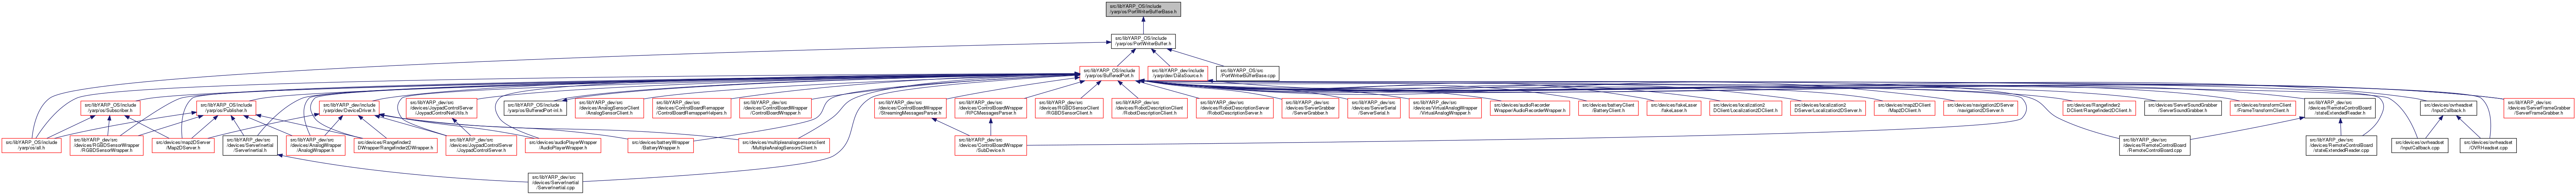 src/libYARP_OS/include
/yarp/os/PortWriterBufferBase.h
src/libYARP_OS/include
/yarp/os/PortWriterBuffer.h
src/libYARP_OS/include
/yarp/os/BufferedPort.h
src/libYARP_dev/include
/yarp/dev/DataSource.h
src/libYARP_OS/src
/PortWriterBufferBase.cpp
src/libYARP_OS/include
/yarp/os/Subscriber.h
src/libYARP_OS/include
/yarp/os/Publisher.h
src/libYARP_dev/include
/yarp/dev/DeviceDriver.h
src/libYARP_dev/src
/devices/JoypadControlServer
/JoypadControlNetUtils.h
src/libYARP_OS/include
/yarp/os/BufferedPort-inl.h
src/libYARP_dev/src
/devices/AnalogSensorClient
/AnalogSensorClient.h
src/libYARP_dev/src
/devices/ControlBoardRemapper
/ControlBoardRemapperHelpers.h
src/libYARP_dev/src
/devices/ControlBoardWrapper
/ControlBoardWrapper.h
src/libYARP_dev/src
/devices/ControlBoardWrapper
/StreamingMessagesParser.h
src/libYARP_dev/src
/devices/ControlBoardWrapper
/RPCMessagesParser.h
src/libYARP_dev/src
/devices/RGBDSensorClient
/RGBDSensorClient.h
src/libYARP_dev/src
/devices/RobotDescriptionClient
/RobotDescriptionClient.h
src/libYARP_dev/src
/devices/RobotDescriptionServer
/RobotDescriptionServer.h
src/libYARP_dev/src
/devices/ServerGrabber
/ServerGrabber.h
src/libYARP_dev/src
/devices/ServerSerial
/ServerSerial.h
src/libYARP_dev/src
/devices/VirtualAnalogWrapper
/VirtualAnalogWrapper.h
src/devices/audioRecorder
Wrapper/AudioRecorderWrapper.h
src/devices/batteryClient
/BatteryClient.h
src/devices/fakeLaser
/fakeLaser.h
src/devices/localization2
DClient/Localization2DClient.h
src/devices/localization2
DServer/Localization2DServer.h
src/devices/map2DClient
/Map2DClient.h
src/devices/navigation2DServer
/navigation2DServer.h
src/devices/Rangefinder2
DClient/Rangefinder2DClient.h
src/devices/ServerSoundGrabber
/ServerSoundGrabber.h
src/devices/transformClient
/FrameTransformClient.h
src/libYARP_dev/src
/devices/RemoteControlBoard
/stateExtendedReader.h
src/devices/ovrheadset
/InputCallback.h
src/libYARP_dev/src
/devices/ServerFrameGrabber
/ServerFrameGrabber.h
src/libYARP_OS/include
/yarp/os/all.h
src/libYARP_dev/src
/devices/RGBDSensorWrapper
/RGBDSensorWrapper.h
src/devices/map2DServer
/Map2DServer.h
src/libYARP_dev/src
/devices/ServerInertial
/ServerInertial.h
src/libYARP_dev/src
/devices/AnalogWrapper
/AnalogWrapper.h
src/devices/Rangefinder2
DWrapper/Rangefinder2DWrapper.h
src/libYARP_dev/src
/devices/JoypadControlServer
/JoypadControlServer.h
src/devices/audioPlayerWrapper
/AudioPlayerWrapper.h
src/devices/batteryWrapper
/BatteryWrapper.h
src/devices/multipleanalogsensorsclient
/MultipleAnalogSensorsClient.h
src/libYARP_dev/src
/devices/ControlBoardWrapper
/SubDevice.h
src/libYARP_dev/src
/devices/RemoteControlBoard
/RemoteControlBoard.cpp
src/libYARP_dev/src
/devices/RemoteControlBoard
/stateExtendedReader.cpp
src/devices/ovrheadset
/InputCallback.cpp
src/devices/ovrheadset
/OVRHeadset.cpp
src/libYARP_dev/src
/devices/ServerInertial
/ServerInertial.cpp